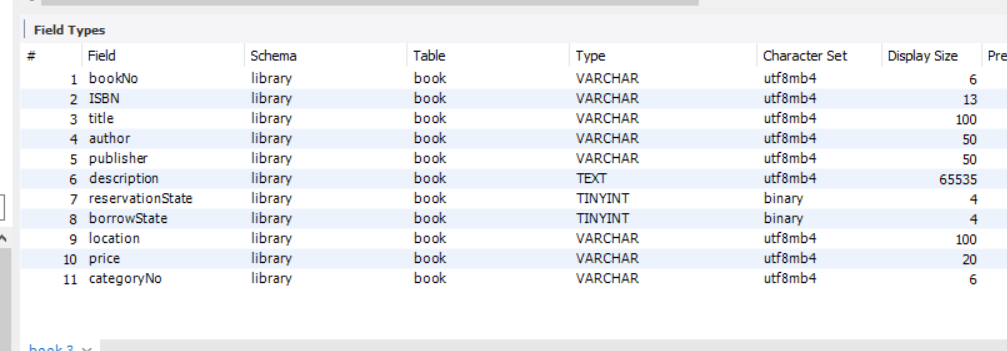 Field Types
# Field Schema Table Type Character Set Display Size Pre
1 bookNo library book VARCHAR utf8mb4 6
2 ISBN library book VARCHAR utf8mb4 13
3 title library book VARCHAR utf8mb4 100
4 author library book VARCHAR utf8mb4 50
5 publisher library book VARCHAR utf8mb4 50
6 description library book TEXT utf8mb4 65535
7 reservationState library book TINYINT binary 4
8 borrowState library book TINYINT binary 4
9 location library book VARCHAR utf8mb4 100
10 price library book VARCHAR utf8mb4 20
11 categoryNo library book VARCHAR utf8mb4 6
book 3